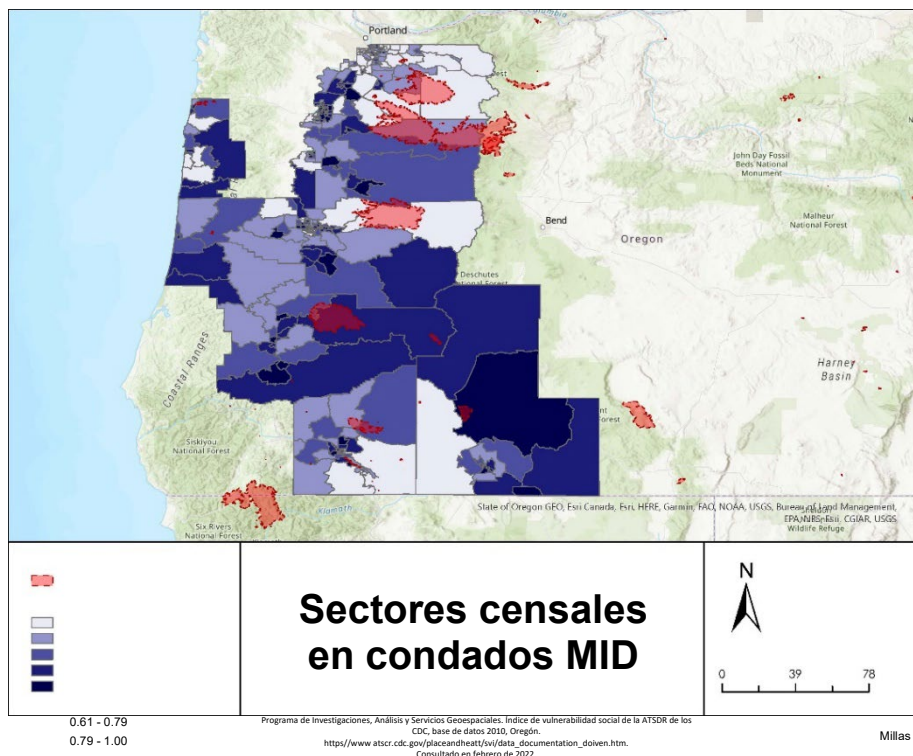 Portland
Columbia
est
John Day Fossil
Beds National
Monument
Malheur
National Forest
Bend
Oregon
Deschutes
National Forest
Coastal Ranges
Harney
Basin
nt
Forest
Siskiyou
National Forest
Klamath
Six Rivers
National Forest
State of Oregon GEO, Esri Canada, Esri, HERE, Garmin, FAO, NOAA, USGS, Bureau of Land Management,
EPA, NPS, Esri, CGIAR, USGS
Wildlife Refuge
Sectores censales
en condados MID
N
0 39 78
0.61 - 0.79
0.79 - 1.00
Programa de Investigaciones, Análisis y Servicios Geoespaciales. Índice de vulnerabilidad social de la ATSDR de los
CDC, base de datos 2010, Oregón.
https//www.atscr.cdc.gov/placeandheatt/svi/data_documentation_doiven.htm.
Consultado en febrero de 2022
Millas